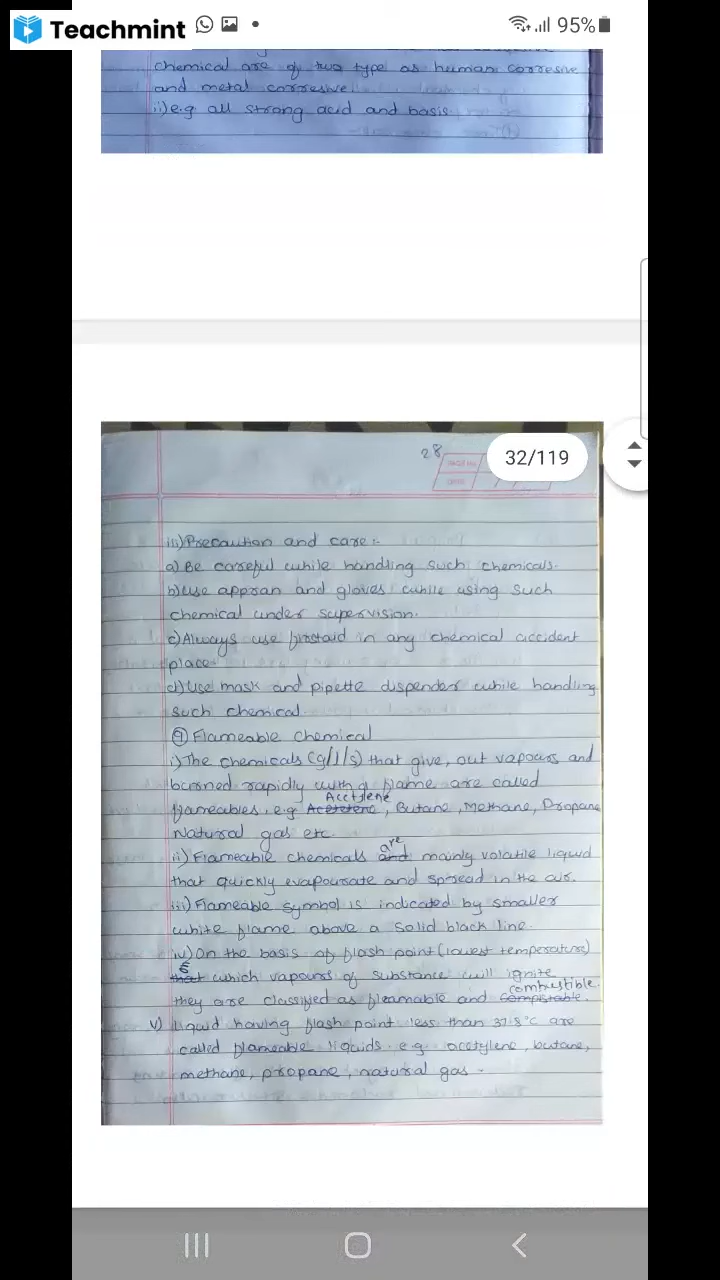 Teachmint
95%
chemical are of two type as human corresive
and metal corresive.
ii) e.g all strong acid and basis
28
32/119
PAGE No.
DATE
iii) Precaution and care :-
a) Be careful while handling such chemicals.
b) use appran and gloves while using such
chemical under supervision.
c) Always use firstaid in any chemical accident
place
d) Use mask and pipette dispender while handling
such chemical.
⑨ Flameable chemical
i) The chemicals (g/l/s) that give out vapours and
burned rapidly with a flame are called
Acetylene
flameables. e.g , Butane, Methane, Propane
Natural gas etc.
are
ii) Flameable chemicals and mainly volatile liquid
that quickly evapourate and spread in the air.
iii) Flameable symbol is indicated by smaller
white flame above a solid black line.
iv) On the basis of flash point (lowest temperature)
that which vapours of substance will ignite
combustible.
they are classified as fleamable and
v) liquid having flash point less than 37.8°C are
called flameable liquids e.g. acetylene, butane,
methane, propane, natural gas -